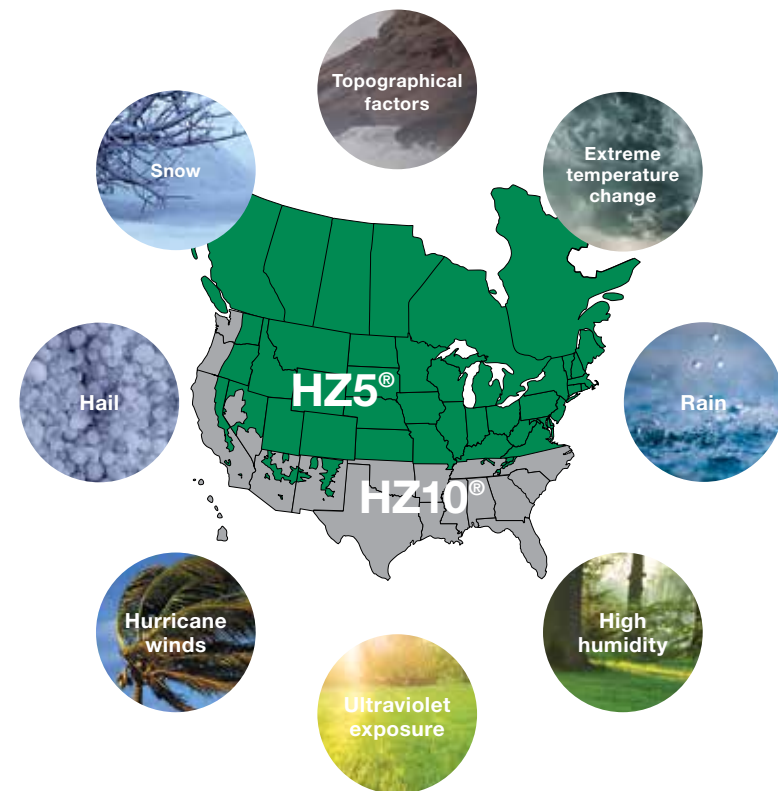 Topographical
factors
Snow
Extreme
temperature
change
HZ5®
Hail
Rain
HZ10®
Hurricane
winds
High
humidity
Ultraviolet
exposure